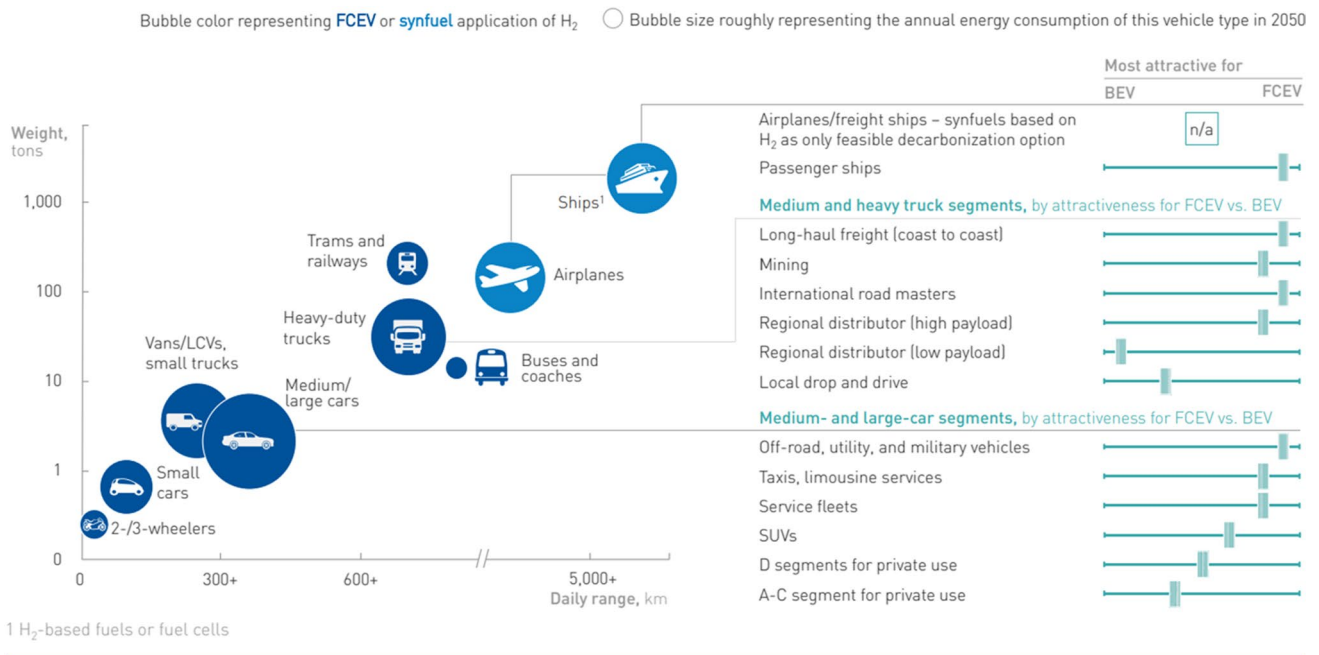 Bubble color representing FCEV or synfuel application of H₂
Bubble size roughly representing the annual energy consumption of this vehicle type in 2050
Most attractive for
BEV
FCEV
Weight,
tons
1,000
100
10
1
0
0
300+
600+
5,000+
Daily range, km
Ships¹
Trams and
railways
Airplanes
Heavy-duty
trucks
Vans/LCVs,
small trucks
Buses and
coaches
Medium/
large cars
Small
cars
2-/3-wheelers
Airplanes/freight ships – synfuels based on
H₂ as only feasible decarbonization option
n/a
Passenger ships
Medium and heavy truck segments, by attractiveness for FCEV vs. BEV
Long-haul freight (coast to coast)
Mining
International road masters
Regional distributor (high payload)
Regional distributor (low payload)
Local drop and drive
Medium- and large-car segments, by attractiveness for FCEV vs. BEV
Off-road, utility, and military vehicles
Taxis, limousine services
Service fleets
SUVs
D segments for private use
A-C segment for private use
1 H₂-based fuels or fuel cells